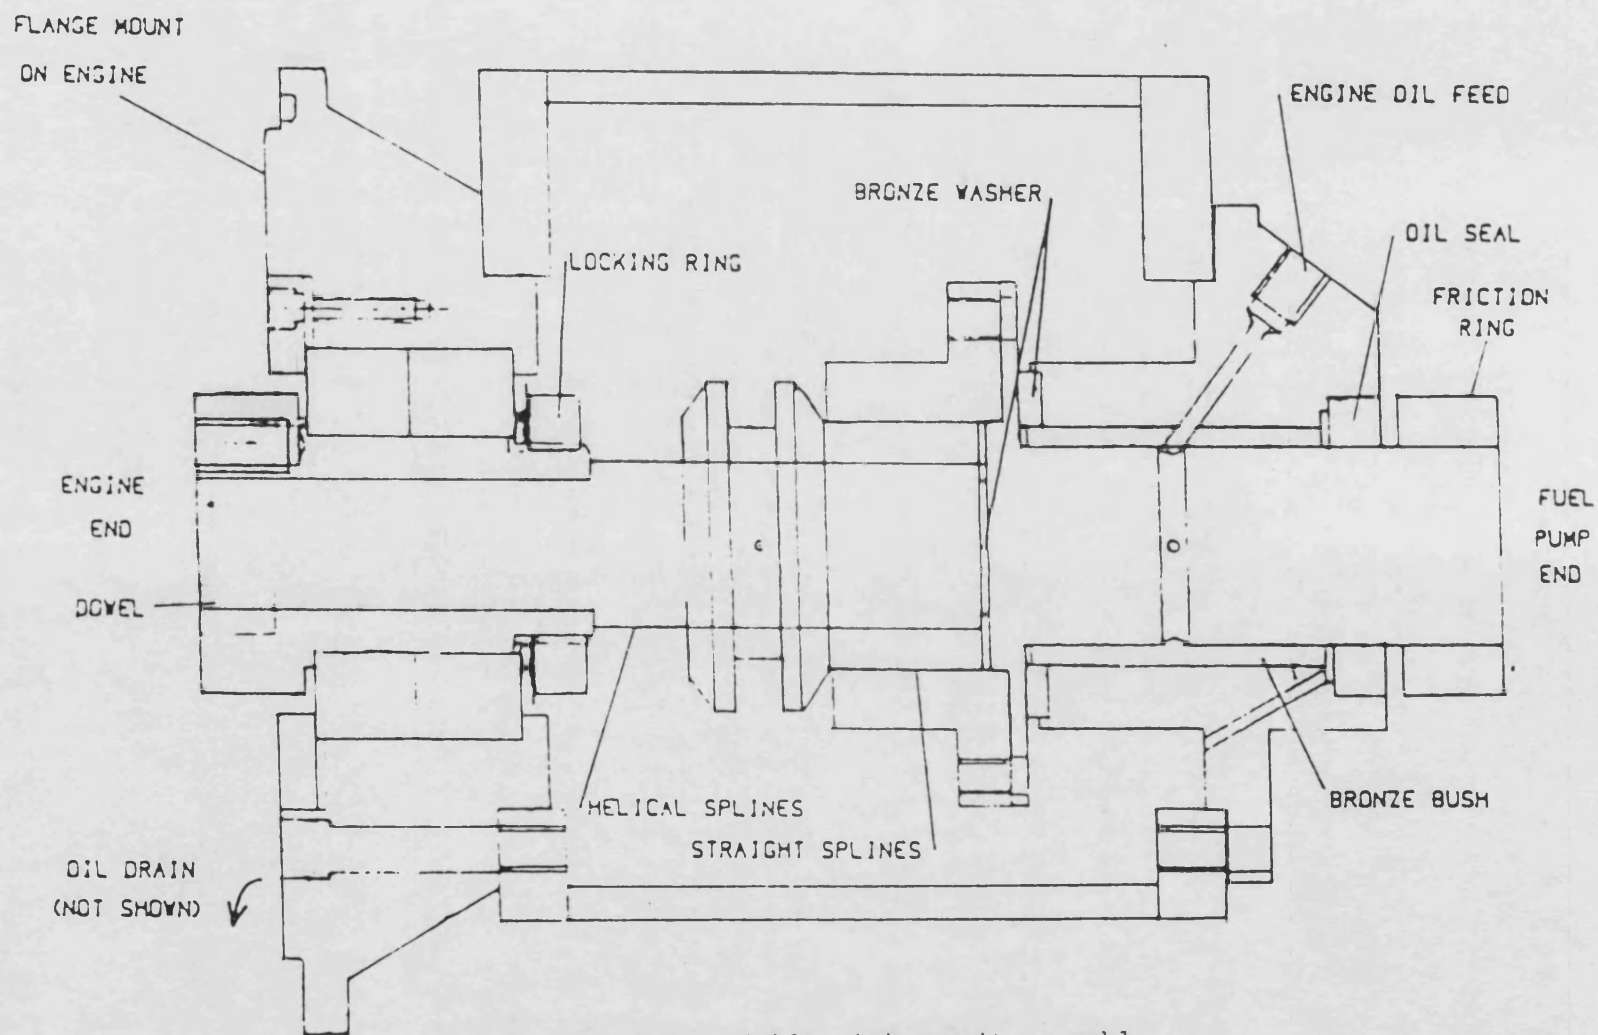 FLANGE MOUNT
ON ENGINE
ENGINE OIL FEED
BRONZE WASHER
OIL SEAL
LOCKING RING
FRICTION
RING
ENGINE
END
FUEL
PUMP
END
DOWEL
HELICAL SPLINES
BRONZE BUSH
STRAIGHT SPLINES
OIL DRAIN
(NOT SHOWN)